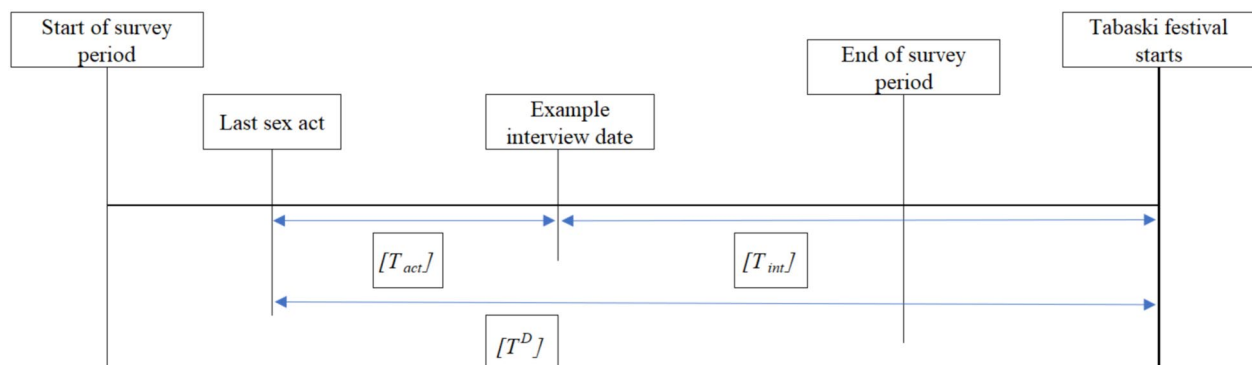 Start of survey
period
Tabaski festival
starts
End of survey
period
Last sex act
Example
interview date
[T act]
[T int]
[T D]